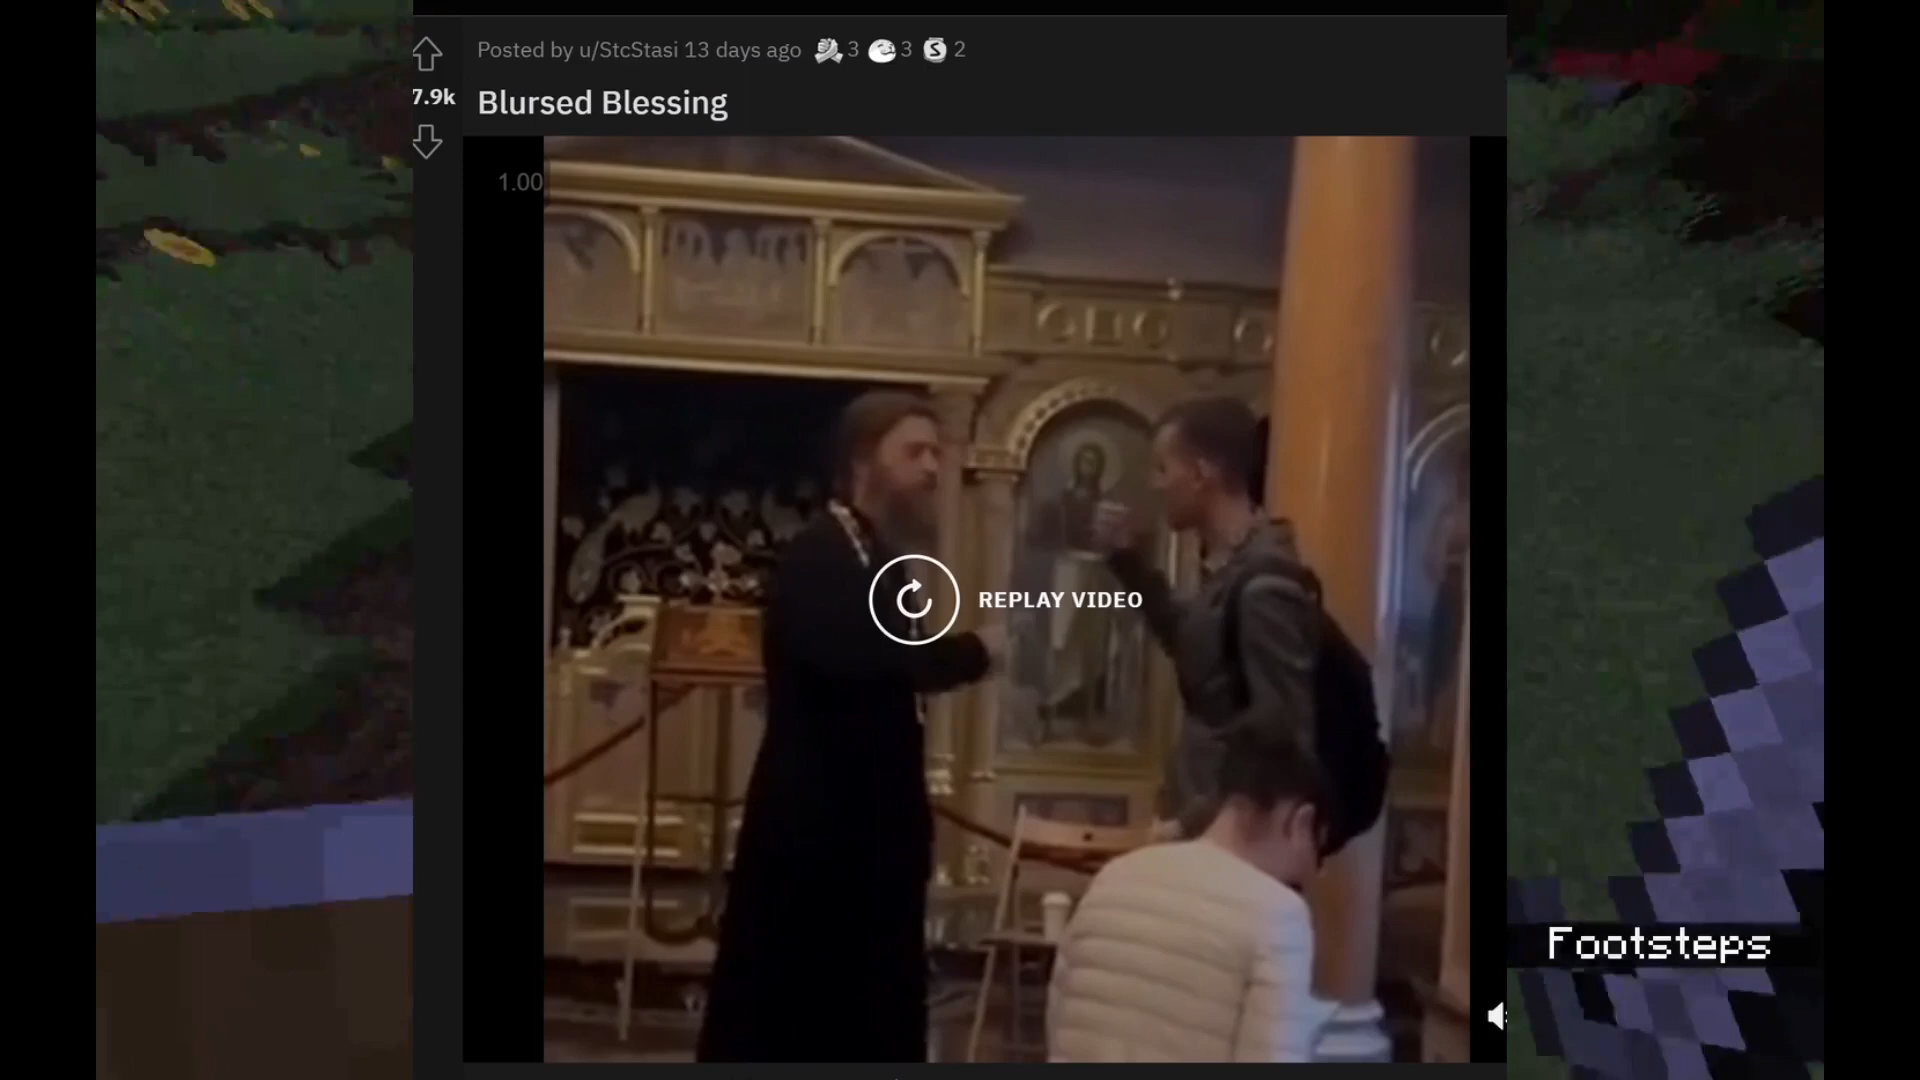 Posted by u/StcStasi 13 days ago 3 3 S 2
7.9k
Blursed Blessing
1.00
REPLAY VIDEO
Footsteps